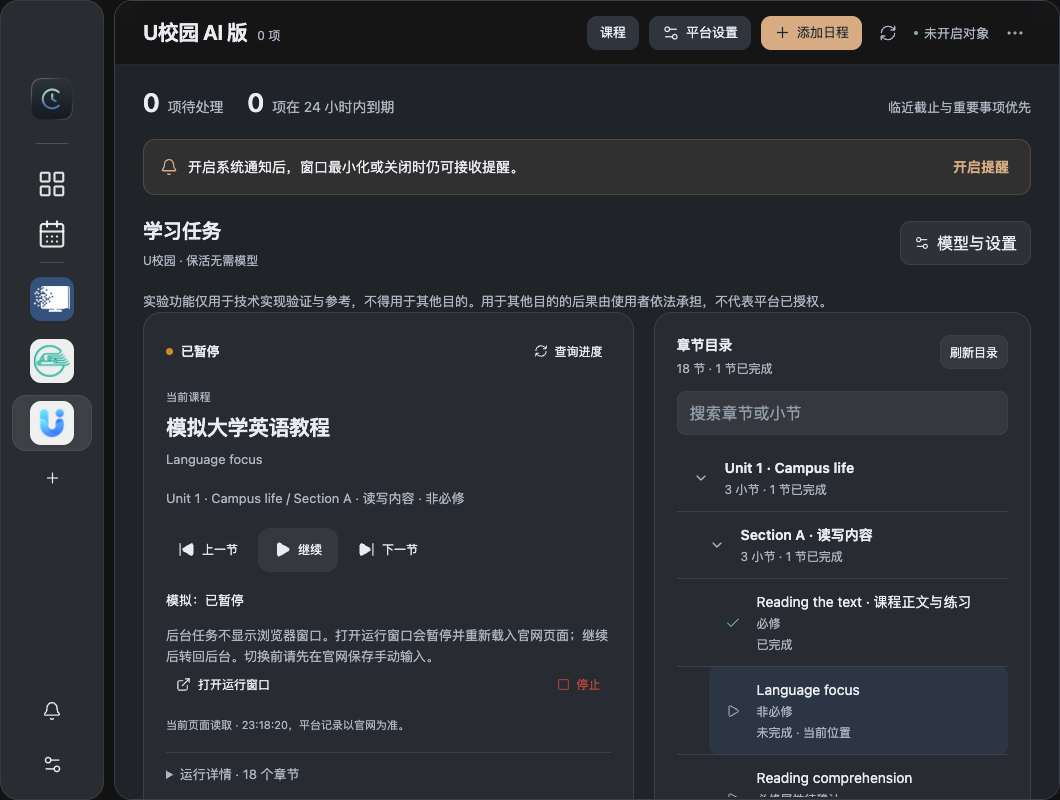 U校园 AI 版 0 项
课程
平台设置
添加日程
未开启对象
0 项待处理 0 项在 24 小时内到期
临近截止与重要事项优先
开启系统通知后，窗口最小化或关闭时仍可接收提醒。
开启提醒
学习任务
U校园 · 保活无需模型
模型与设置
实验功能仅用于技术实现验证与参考，不得用于其他目的。用于其他目的的后果由使用者依法承担，不代表平台已授权。
已暂停
查询进度
当前课程
模拟大学英语教程
Language focus
Unit 1 · Campus life / Section A · 读写内容 · 非必修
上一节
继续
下一节
模拟：已暂停
后台任务不显示浏览器窗口。打开运行窗口会暂停并重新载入官网页面；继续
后转回后台。切换前请先在官网保存手动输入。
打开运行窗口
停止
当前页面读取 · 23:18:20，平台记录以官网为准。
运行详情 · 18 个章节
章节目录
18 节 · 1 节已完成
刷新目录
搜索章节或小节
Unit 1 · Campus life
3 小节 · 1 节已完成
Section A · 读写内容
3 小节 · 1 节已完成
Reading the text · 课程正文与练习
必修
已完成
Language focus
非必修
未完成 · 当前位置
Reading comprehension